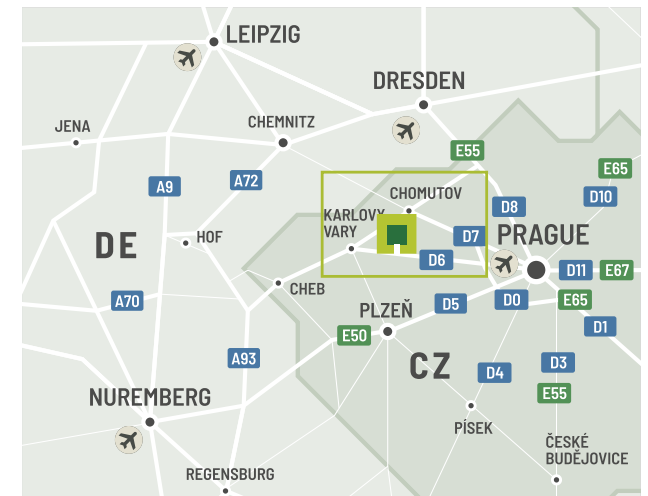 LEIPZIG
DRESDEN
JENA
CHEMNITZ
E55
E65
A9
A72
D10
CHOMUTOV
D8
KARLOVY
VARY
D7
PRAGUE
DE
HOF
D6
D11
E67
CHEB
A70
D5
D0
E65
PLZEŇ
D1
E50
A93
CZ
D4
D3
E55
NUREMBERG
PÍSEK
ČESKÉ
BUDĚJOVICE
REGENSBURG